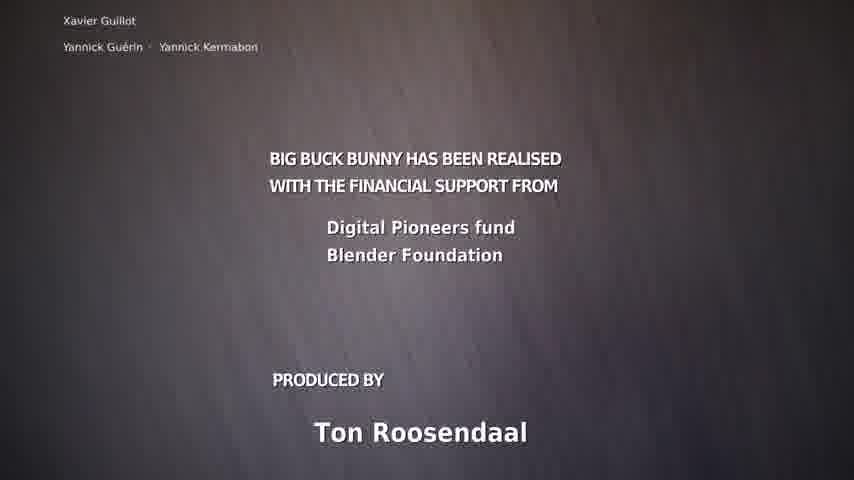 Xavier Guillot
Yannick Guérin · Yannick Kermabon
BIG BUCK BUNNY HAS BEEN REALISED
WITH THE FINANCIAL SUPPORT FROM
Digital Pioneers fund
Blender Foundation
PRODUCED BY
Ton Roosendaal